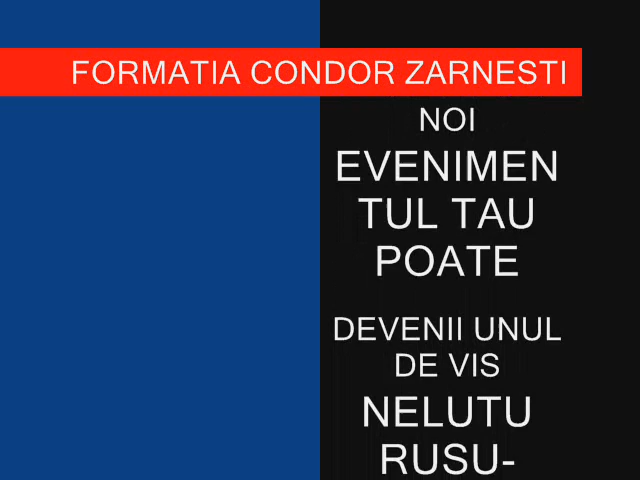 FORMATIA CONDOR ZARNESTI
NOI
EVENIMEN
TUL TAU
POATE
DEVENII UNUL
DE VIS
NELUTU
RUSU-